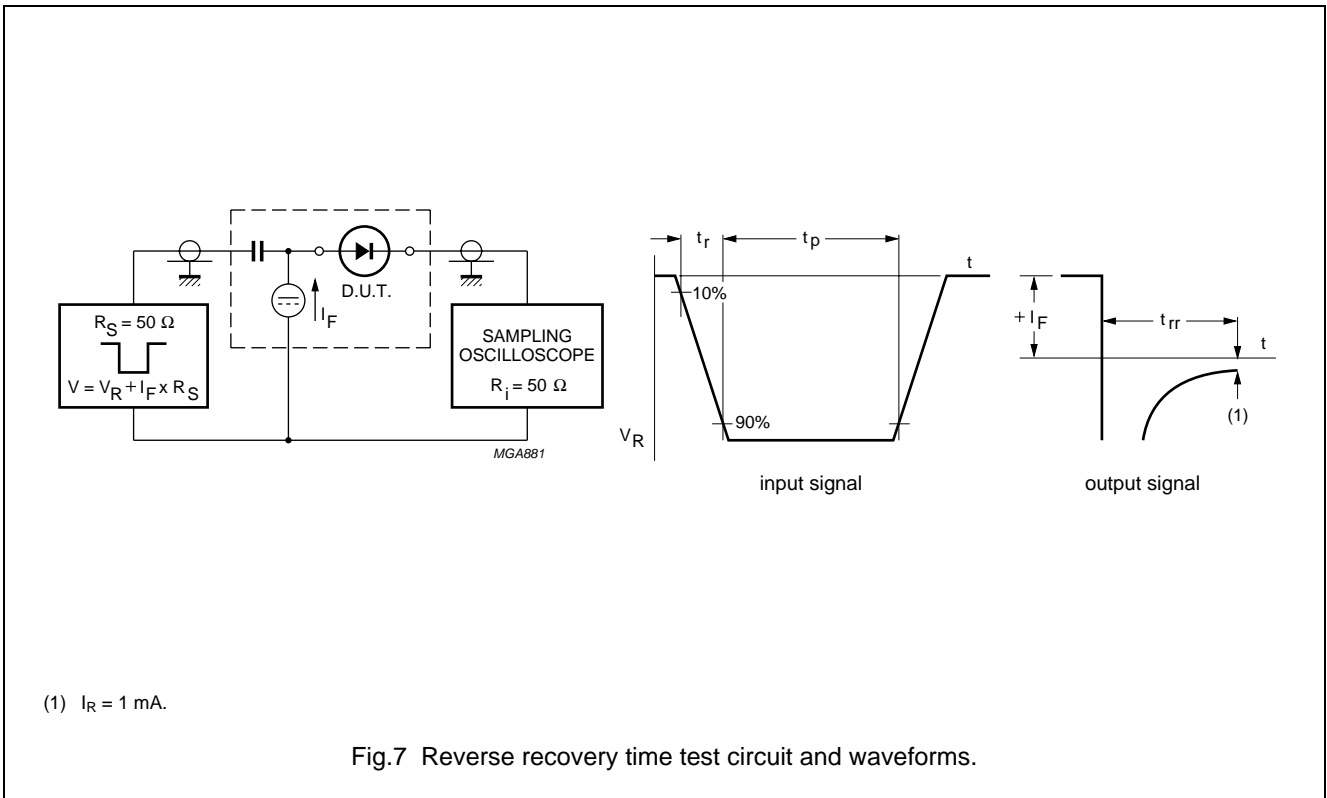 R_S = 50 Ω
V = V_R + I_F x R_S
I_F
D.U.T.
SAMPLING
OSCILLOSCOPE
R_i = 50 Ω
MGA881
t_r
t_p
t
10%
90%
V_R
input signal
+ I_F
t_rr
t
(1)
output signal
(1) I_R = 1 mA.
Fig.7 Reverse recovery time test circuit and waveforms.